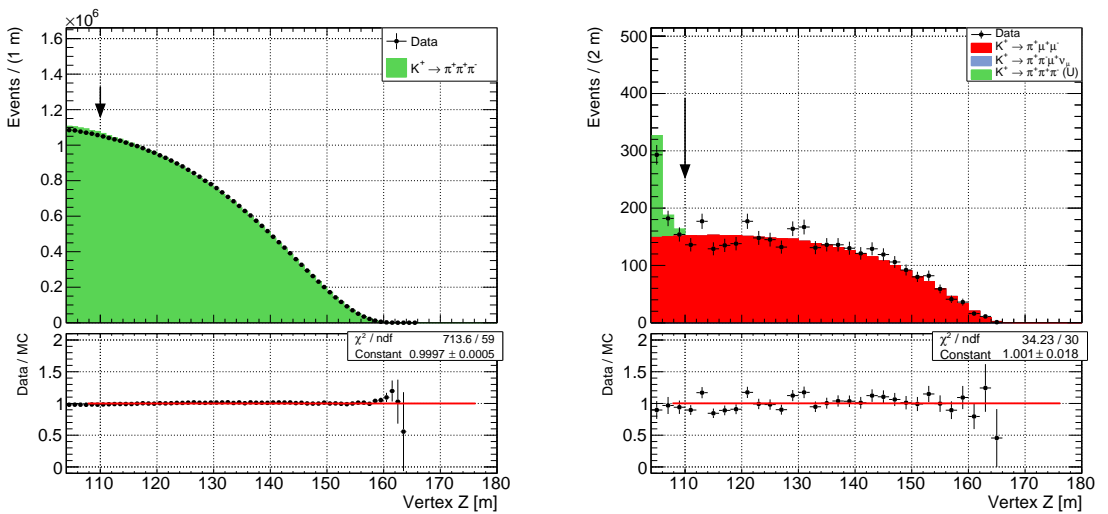 ×10⁶
Events / (1 m)
1.6
1.4
1.2
1
0.8
0.6
0.4
0.2
0
Data
K⁺ → π⁺π⁺π⁻
Data / MC
2
1.5
1
0.5
0
χ² / ndf 713.6 / 59
Constant 0.9997 ± 0.0005
110 120 130 140 150 160 170 180
Vertex Z [m]
Events / (2 m)
500
400
300
200
100
0
Data
K⁺ → π⁺μ⁺μ⁻
K⁺ → π⁺π⁻μ⁺νμ
K⁺ → π⁺π⁺π⁻ (U)
Data / MC
2
1.5
1
0.5
0
χ² / ndf 34.23 / 30
Constant 1.001 ± 0.018
110 120 130 140 150 160 170 180
Vertex Z [m]